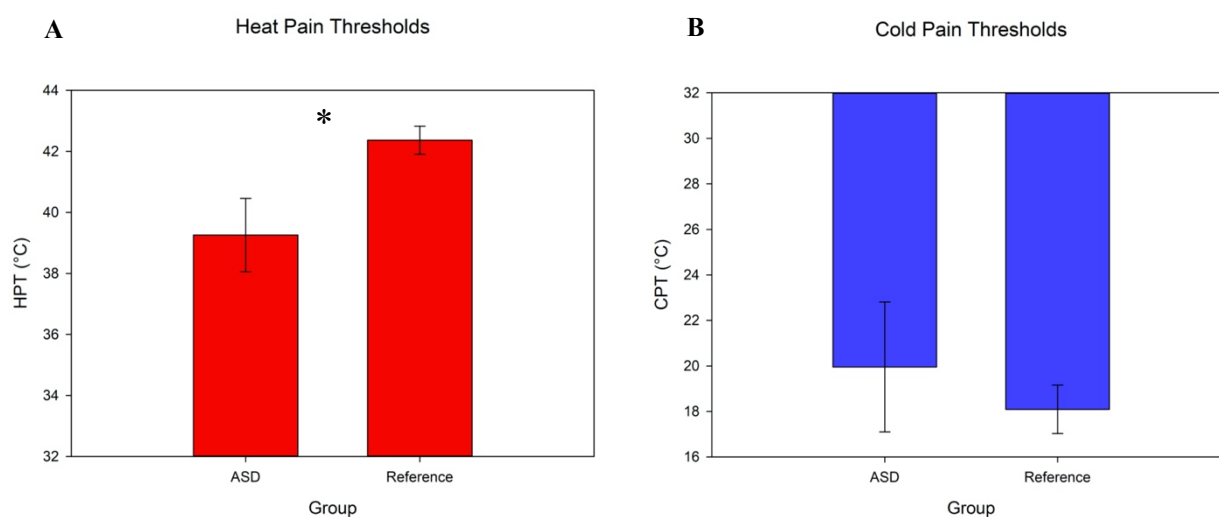 A
Heat Pain Thresholds
HPT (°C)
44
42
40
38
36
34
32
*
ASD
Reference
Group
B
Cold Pain Thresholds
CPT (°C)
32
30
28
26
24
22
20
18
16
ASD
Reference
Group